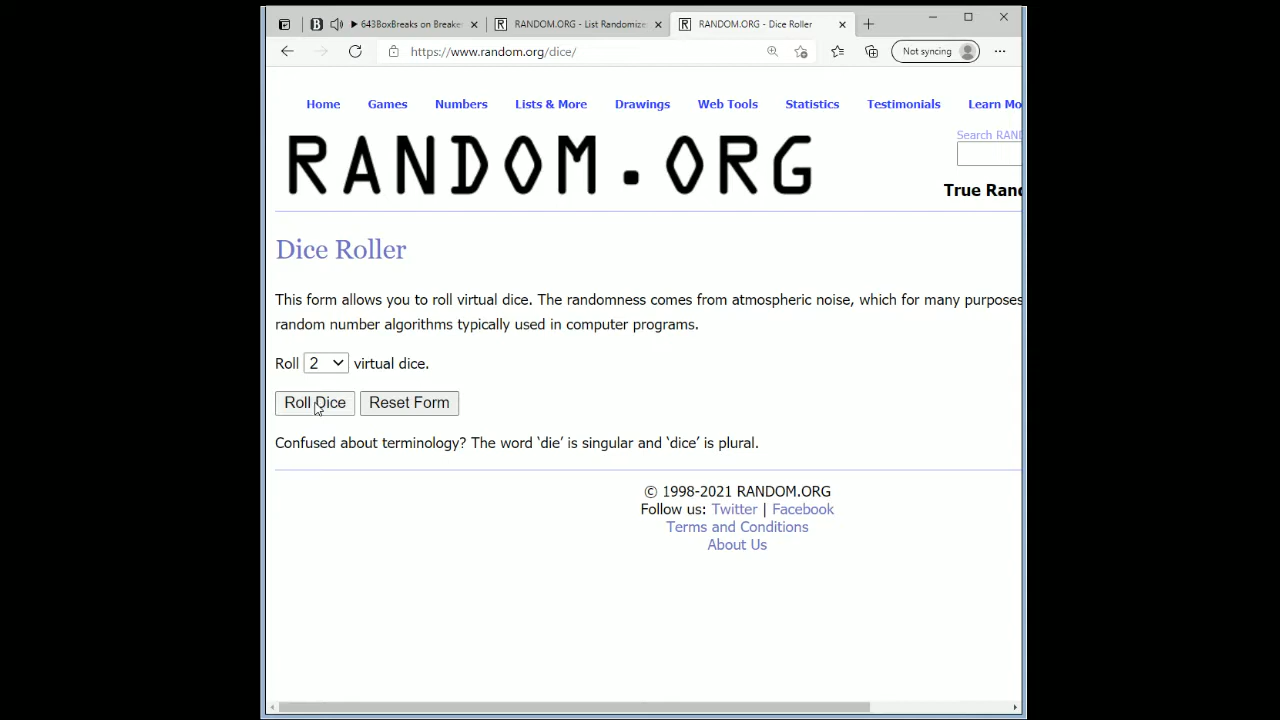 643BoxBreaks on Breake
RANDOM.ORG - List Randomize
RANDOM.ORG - Dice Roller
https://www.random.org/dice/
Not syncing
Home Games Numbers Lists & More Drawings Web Tools Statistics Testimonials Learn Mo
RANDOM.ORG
Search RAND
True Rand
Dice Roller
This form allows you to roll virtual dice. The randomness comes from atmospheric noise, which for many purposes
random number algorithms typically used in computer programs.
Roll 2 virtual dice.
Roll Dice Reset Form
Confused about terminology? The word ‘die’ is singular and ‘dice’ is plural.
© 1998-2021 RANDOM.ORG
Follow us: Twitter | Facebook
Terms and Conditions
About Us